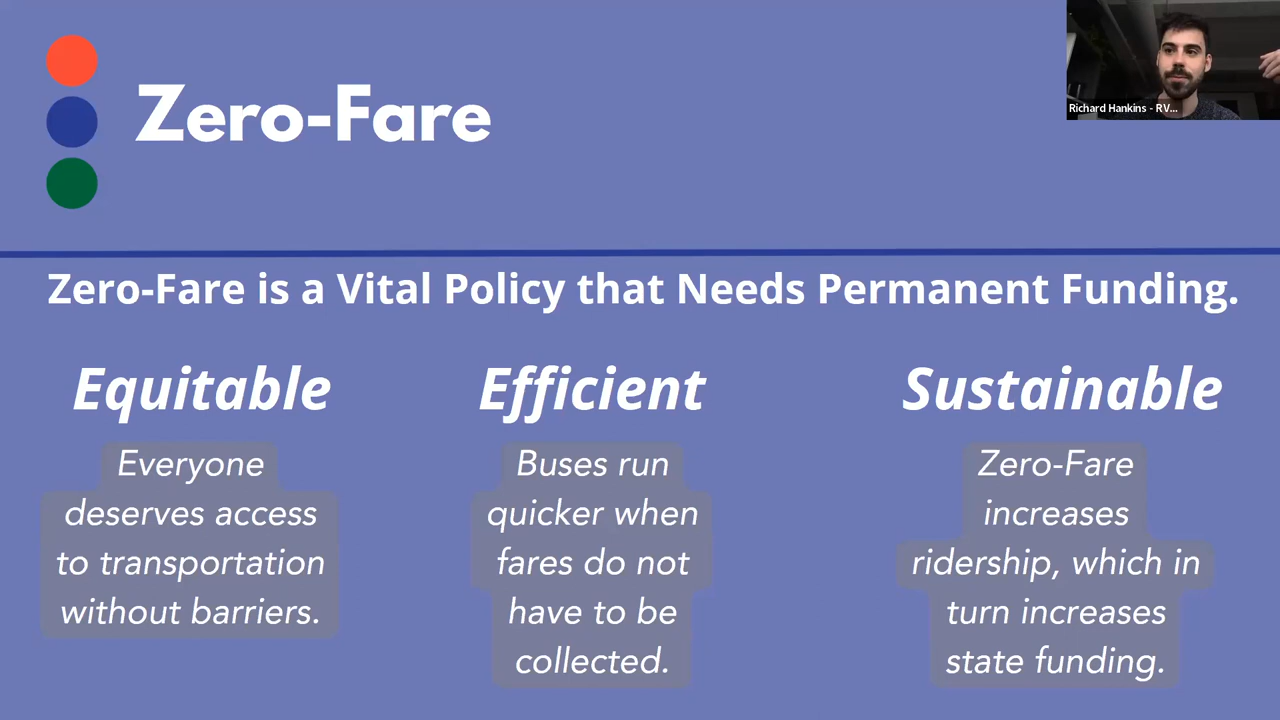 Richard Hankins - RV...
Zero-Fare
Zero-Fare is a Vital Policy that Needs Permanent Funding.
Equitable
Everyone
deserves access
to transportation
without barriers.
Efficient
Buses run
quicker when
fares do not
have to be
collected.
Sustainable
Zero-Fare
increases
ridership, which in
turn increases
state funding.